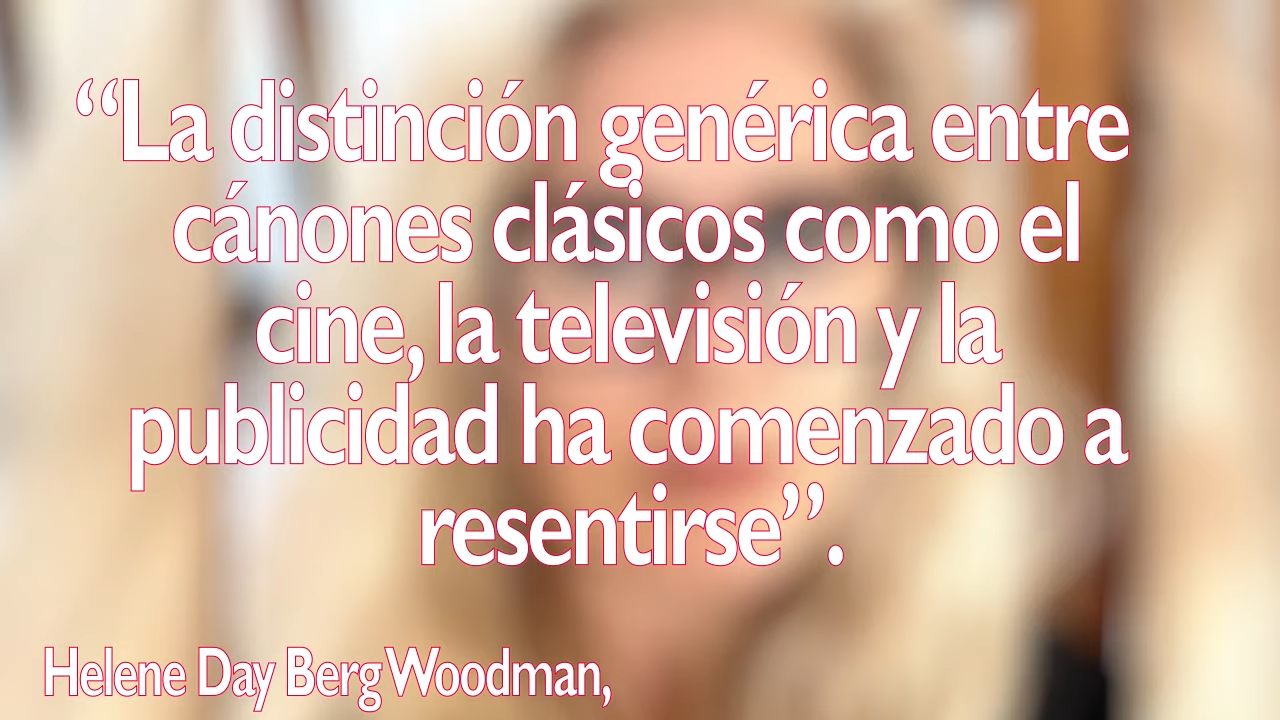 “La distinción genérica entre
cánones clásicos como el
cine, la televisión y la
publicidad ha comenzado a
resentirse”.
Helene Day Berg Woodman,